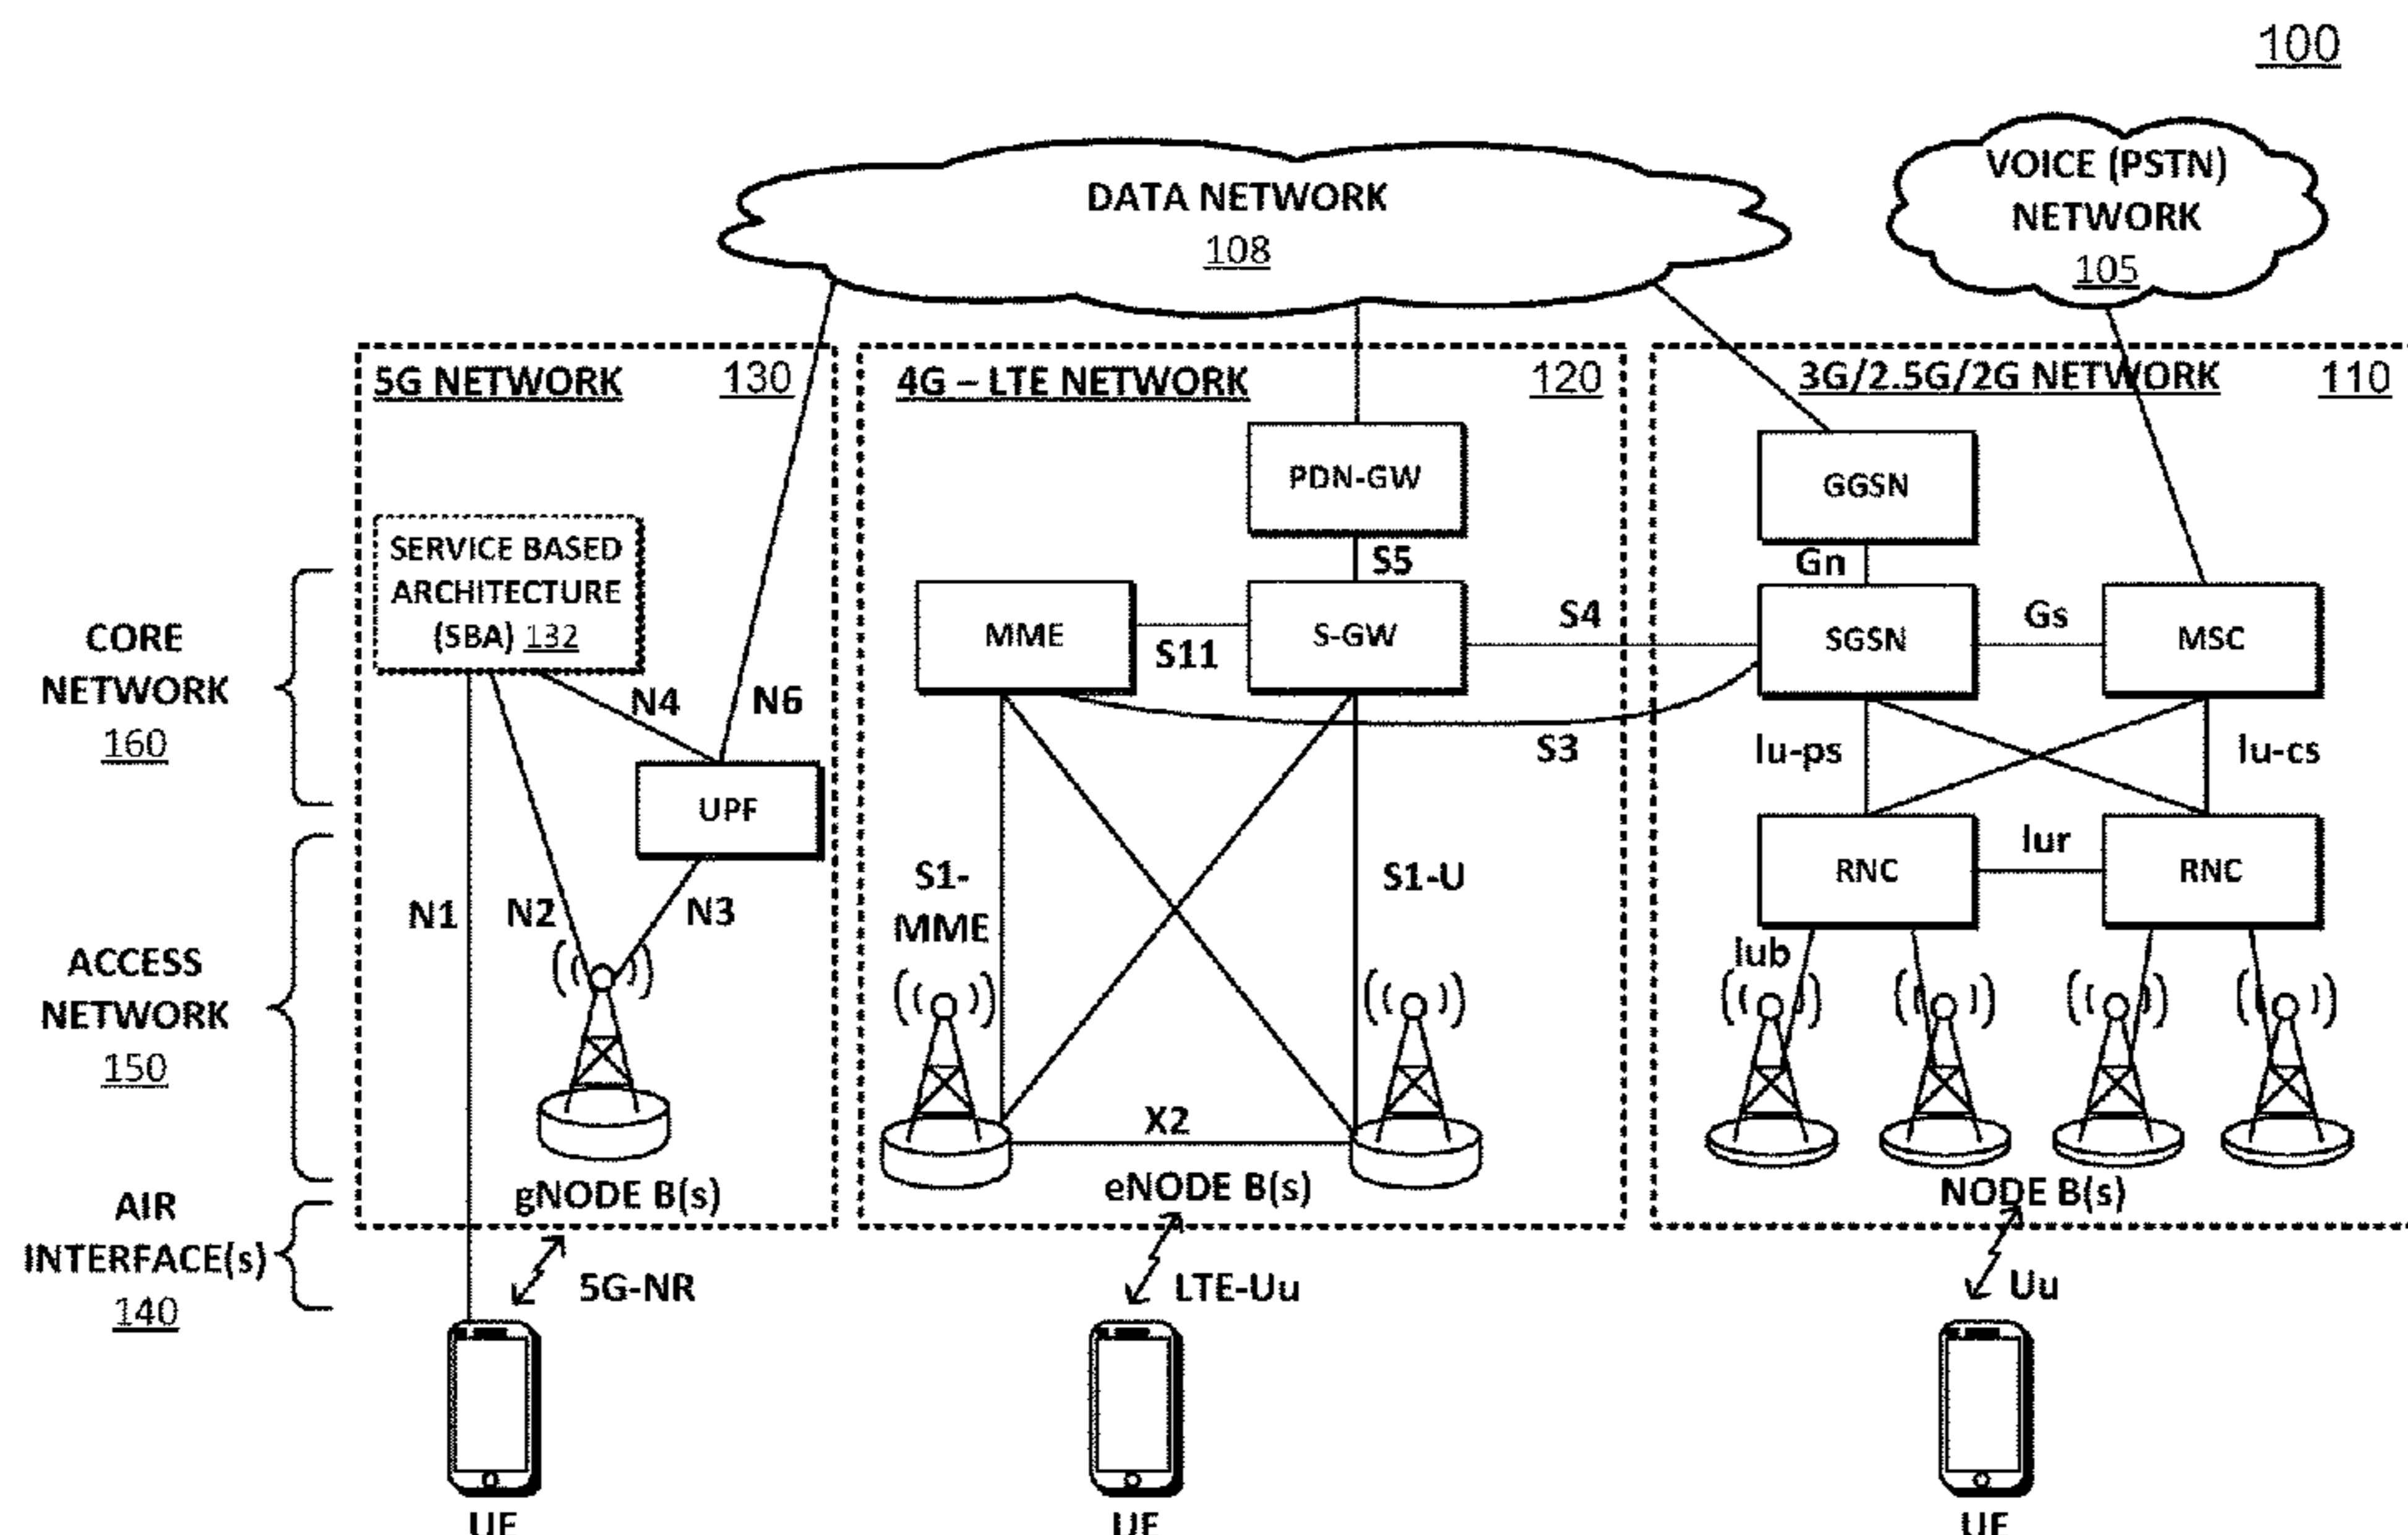 100
DATA NETWORK
108
VOICE (PSTN)
NETWORK
105
5G NETWORK
130
4G – LTE NETWORK
120
3G/2.5G/2G NETWORK
110
CORE
NETWORK
160
ACCESS
NETWORK
150
AIR
INTERFACE(s)
140
SERVICE BASED
ARCHITECTURE
(SBA) 132
N4
N6
UPF
N1
N2
N3
gNODE B(s)
5G-NR
UE
PDN-GW
S5
MME
S11
S-GW
S4
S3
S1-
MME
S1-U
X2
eNODE B(s)
LTE-Uu
UE
GGSN
Gn
SGSN
Gs
MSC
Iu-ps
Iu-cs
RNC
Iur
RNC
Iub
NODE B(s)
Uu
UE